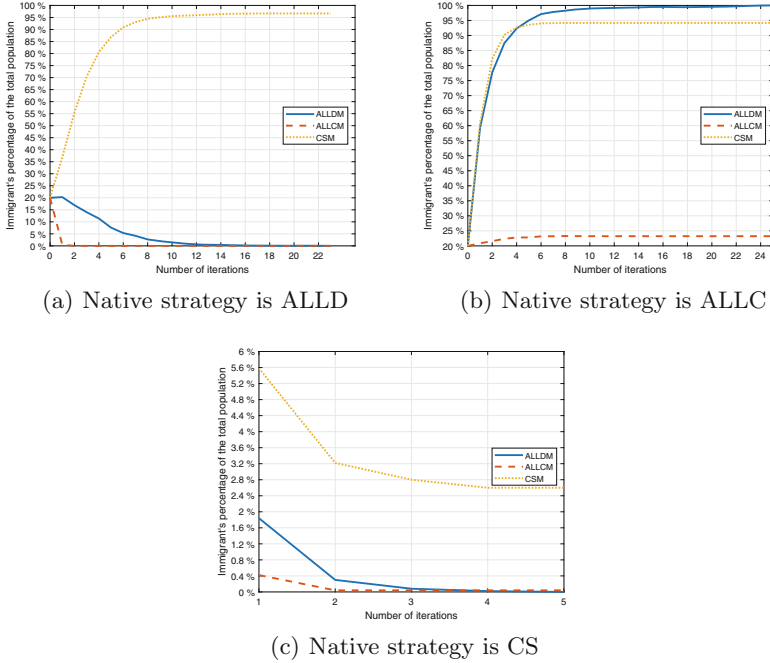 100 %
95 %
90 %
85 %
80 %
75 %
70 %
65 %
60 %
55 %
50 %
45 %
40 %
35 %
30 %
25 %
20 %
15 %
10 %
5 %
0 %
Immigrant's percentage of the total population
ALLDM
ALLCM
CSM
0 2 4 6 8 10 12 14 16 18 20 22
Number of iterations
(a) Native strategy is ALLD
100 %
95 %
90 %
85 %
80 %
75 %
70 %
65 %
60 %
55 %
50 %
45 %
40 %
35 %
30 %
25 %
20 %
Immigrant's percentage of the total population
ALLDM
ALLCM
CSM
0 2 4 6 8 10 12 14 16 18 20 22 24
Number of iterations
(b) Native strategy is ALLC
6 %
5.6 %
5.2 %
4.8 %
4.4 %
4 %
3.6 %
3.2 %
2.8 %
2.4 %
2 %
1.6 %
1.2 %
0.8 %
0.4 %
0 %
Immigrant's percentage of the total population
ALLDM
ALLCM
CSM
1 2 3 4 5
Number of iterations
(c) Native strategy is CS